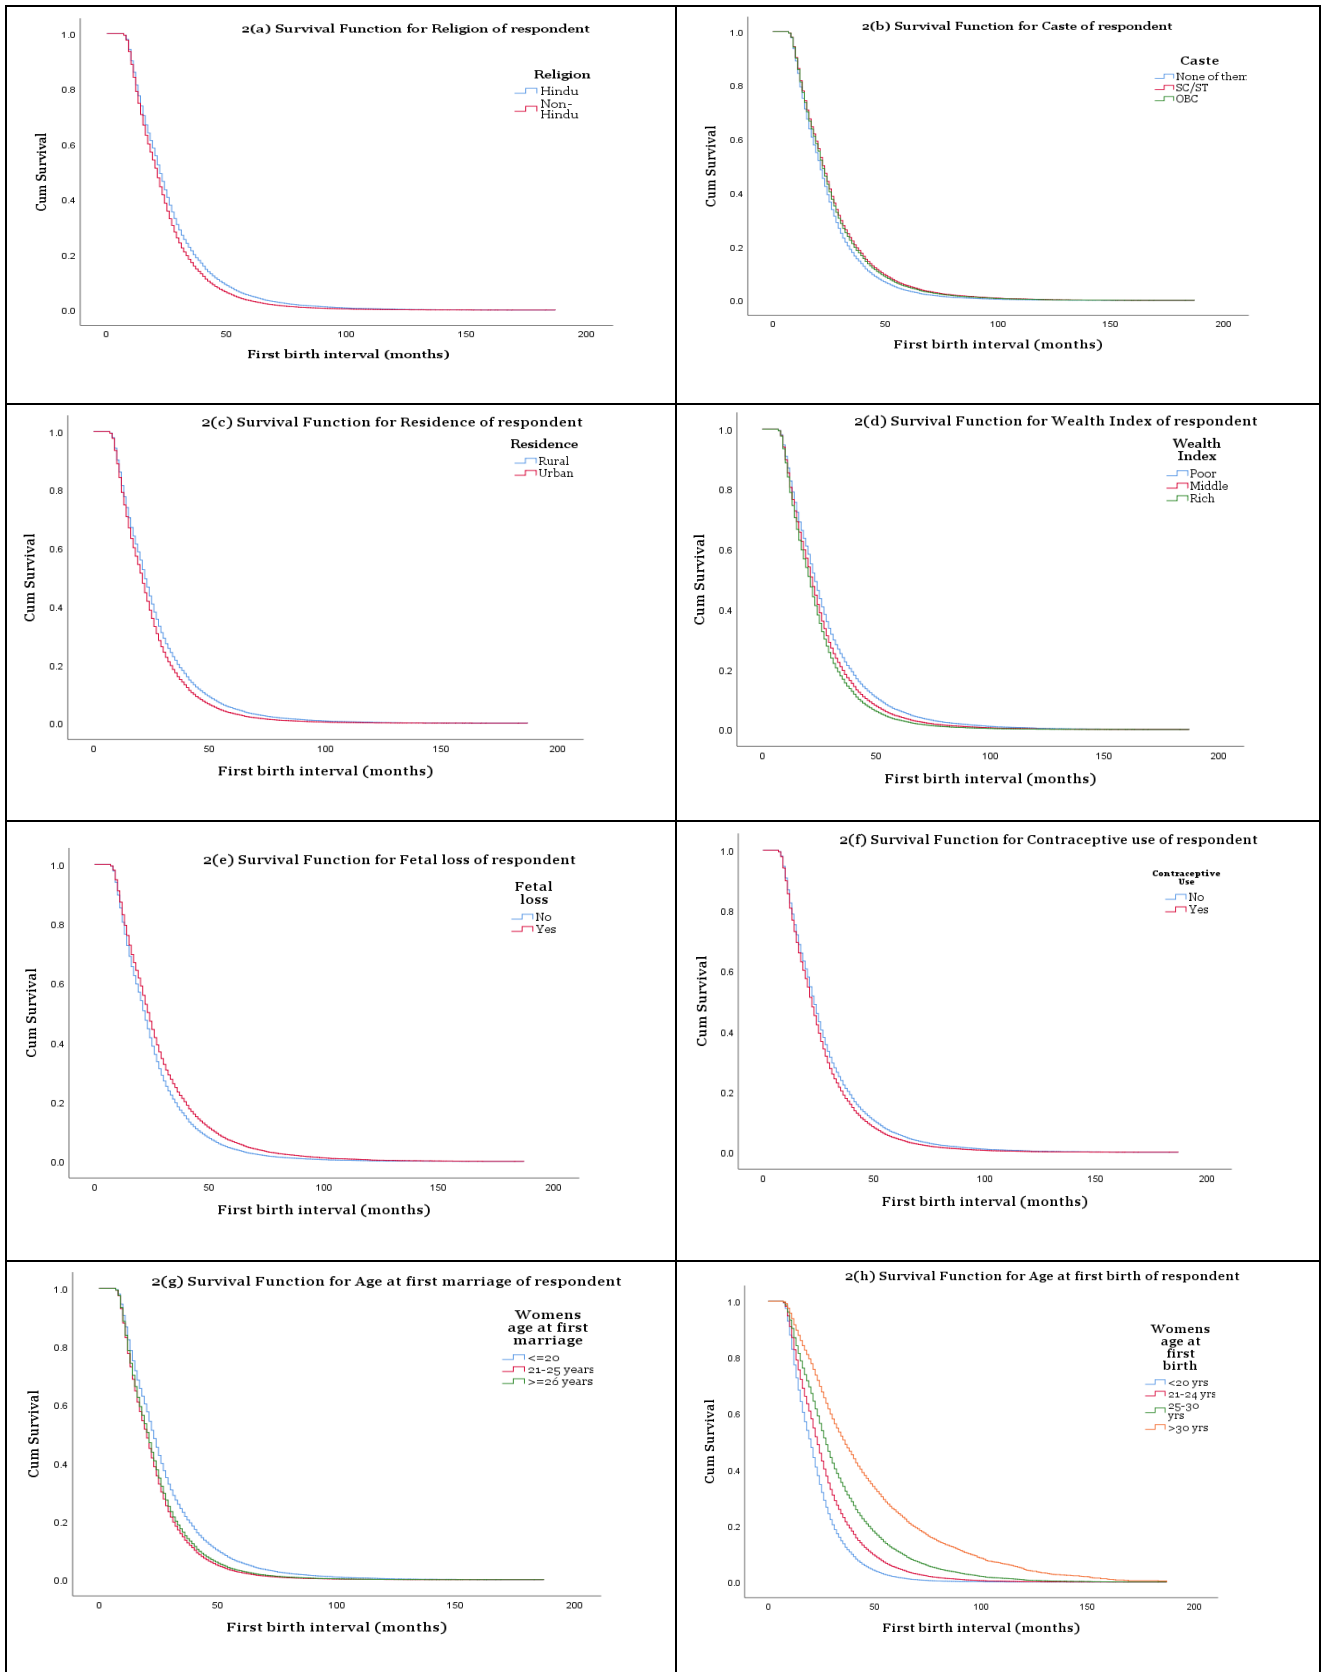 2(a) Survival Function for Religion of respondent
Religion
Hindu
Non-
Hindu
1.0
0.8
0.6
0.4
0.2
0.0
Cum Survival
0 50 100 150 200
First birth interval (months)
2(b) Survival Function for Caste of respondent
Caste
None of them
SC/ST
OBC
1.0
0.8
0.6
0.4
0.2
0.0
Cum Survival
0 50 100 150 200
First birth interval (months)
2(c) Survival Function for Residence of respondent
Residence
Rural
Urban
1.0
0.8
0.6
0.4
0.2
0.0
Cum Survival
0 50 100 150 200
First birth interval (months)
2(d) Survival Function for Wealth Index of respondent
Wealth
Index
Poor
Middle
Rich
1.0
0.8
0.6
0.4
0.2
0.0
Cum Survival
0 50 100 150 200
First birth interval (months)
2(e) Survival Function for Fetal loss of respondent
Fetal
loss
No
Yes
1.0
0.8
0.6
0.4
0.2
0.0
Cum Survival
0 50 100 150 200
First birth interval (months)
2(f) Survival Function for Contraceptive use of respondent
Contraceptive
Use
No
Yes
1.0
0.8
0.6
0.4
0.2
0.0
Cum Survival
0 50 100 150 200
First birth interval (months)
2(g) Survival Function for Age at first marriage of respondent
Womens
age at first
marriage
<=20
21-25 years
>=26 years
1.0
0.8
0.6
0.4
0.2
0.0
Cum Survival
0 50 100 150 200
First birth interval (months)
2(h) Survival Function for Age at first birth of respondent
Womens
age at
first
birth
<20 yrs
21-24 yrs
25-30
yrs
>30 yrs
1.0
0.8
0.6
0.4
0.2
0.0
Cum Survival
0 50 100 150 200
First birth interval (months)